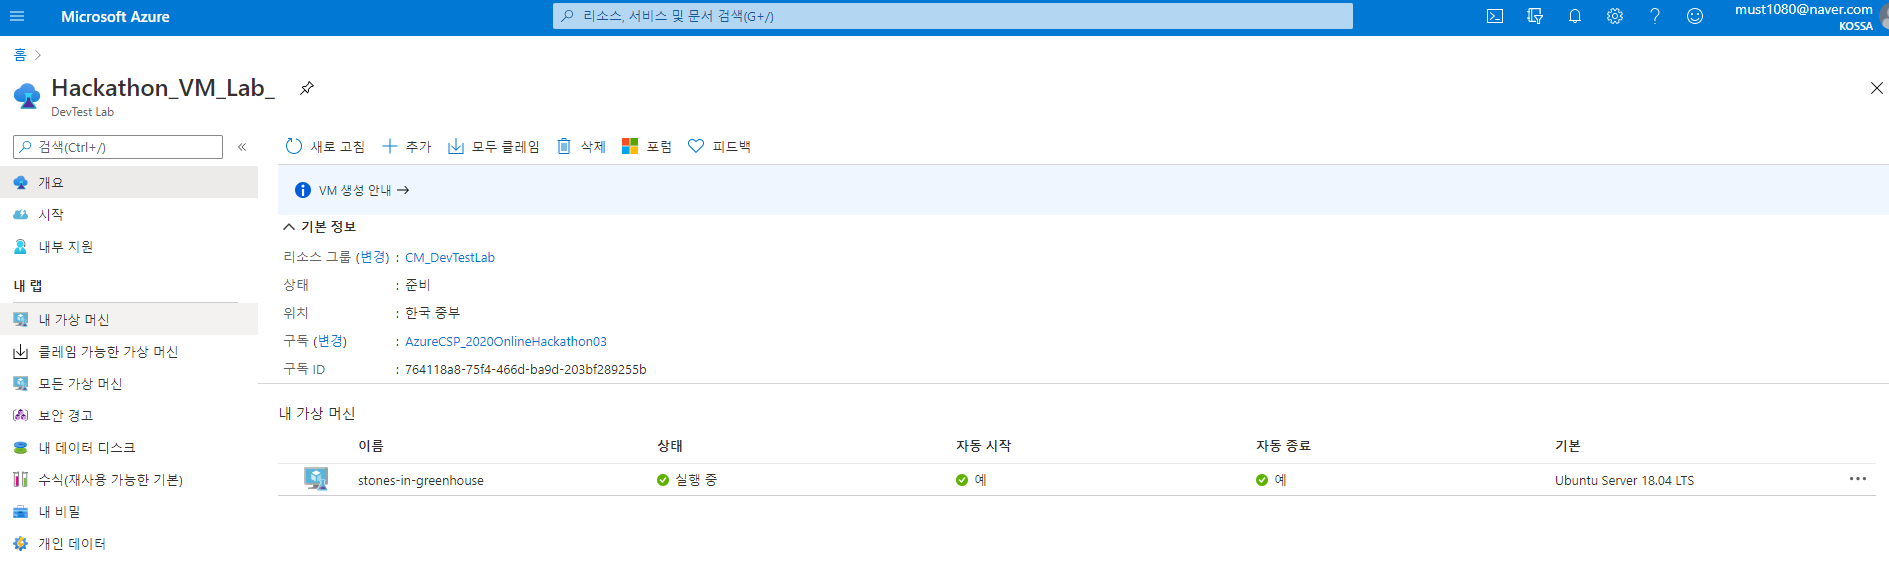 Microsoft Azure
리소스, 서비스 및 문서 검색(G+/)
must1080@naver.com
KOSSA
홈
Hackathon_VM_Lab_
DevTest Lab
검색(Ctrl+/)
개요
시작
내부 지원
내 랩
내 가상 머신
클레임 가능한 가상 머신
모든 가상 머신
보안 경고
내 데이터 디스크
수식(재사용 가능한 기본)
내 비밀
개인 데이터
새로 고침 추가 모두 클레임 삭제 포럼 피드백
VM 생성 안내 →
기본 정보
리소스 그룹 (변경) : CM_DevTestLab
상태 : 준비
위치 : 한국 중부
구독 (변경) : AzureCSP_2020OnlineHackathon03
구독 ID : 764118a8-75f4-466d-ba9d-203bf289255b
내 가상 머신
이름 상태 자동 시작 자동 종료 기본
stones-in-greenhouse 실행 중 예 예 Ubuntu Server 18.04 LTS